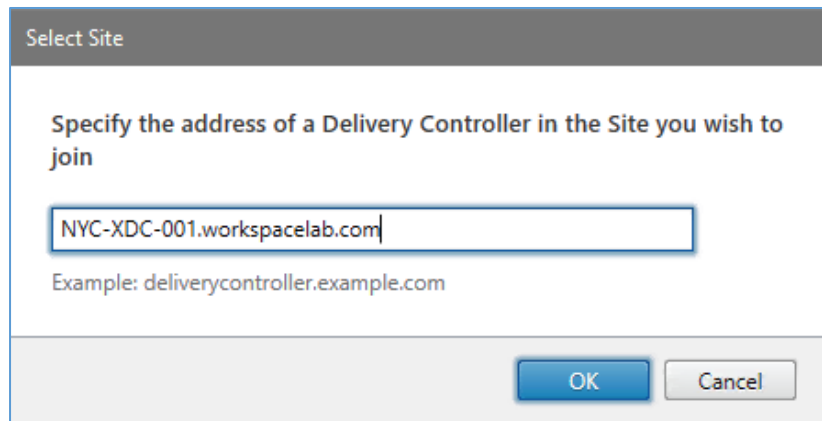 Select Site
Specify the address of a Delivery Controller in the Site you wish to
join
NYC-XDC-001.workspacelab.com
Example: deliverycontroller.example.com
OK Cancel